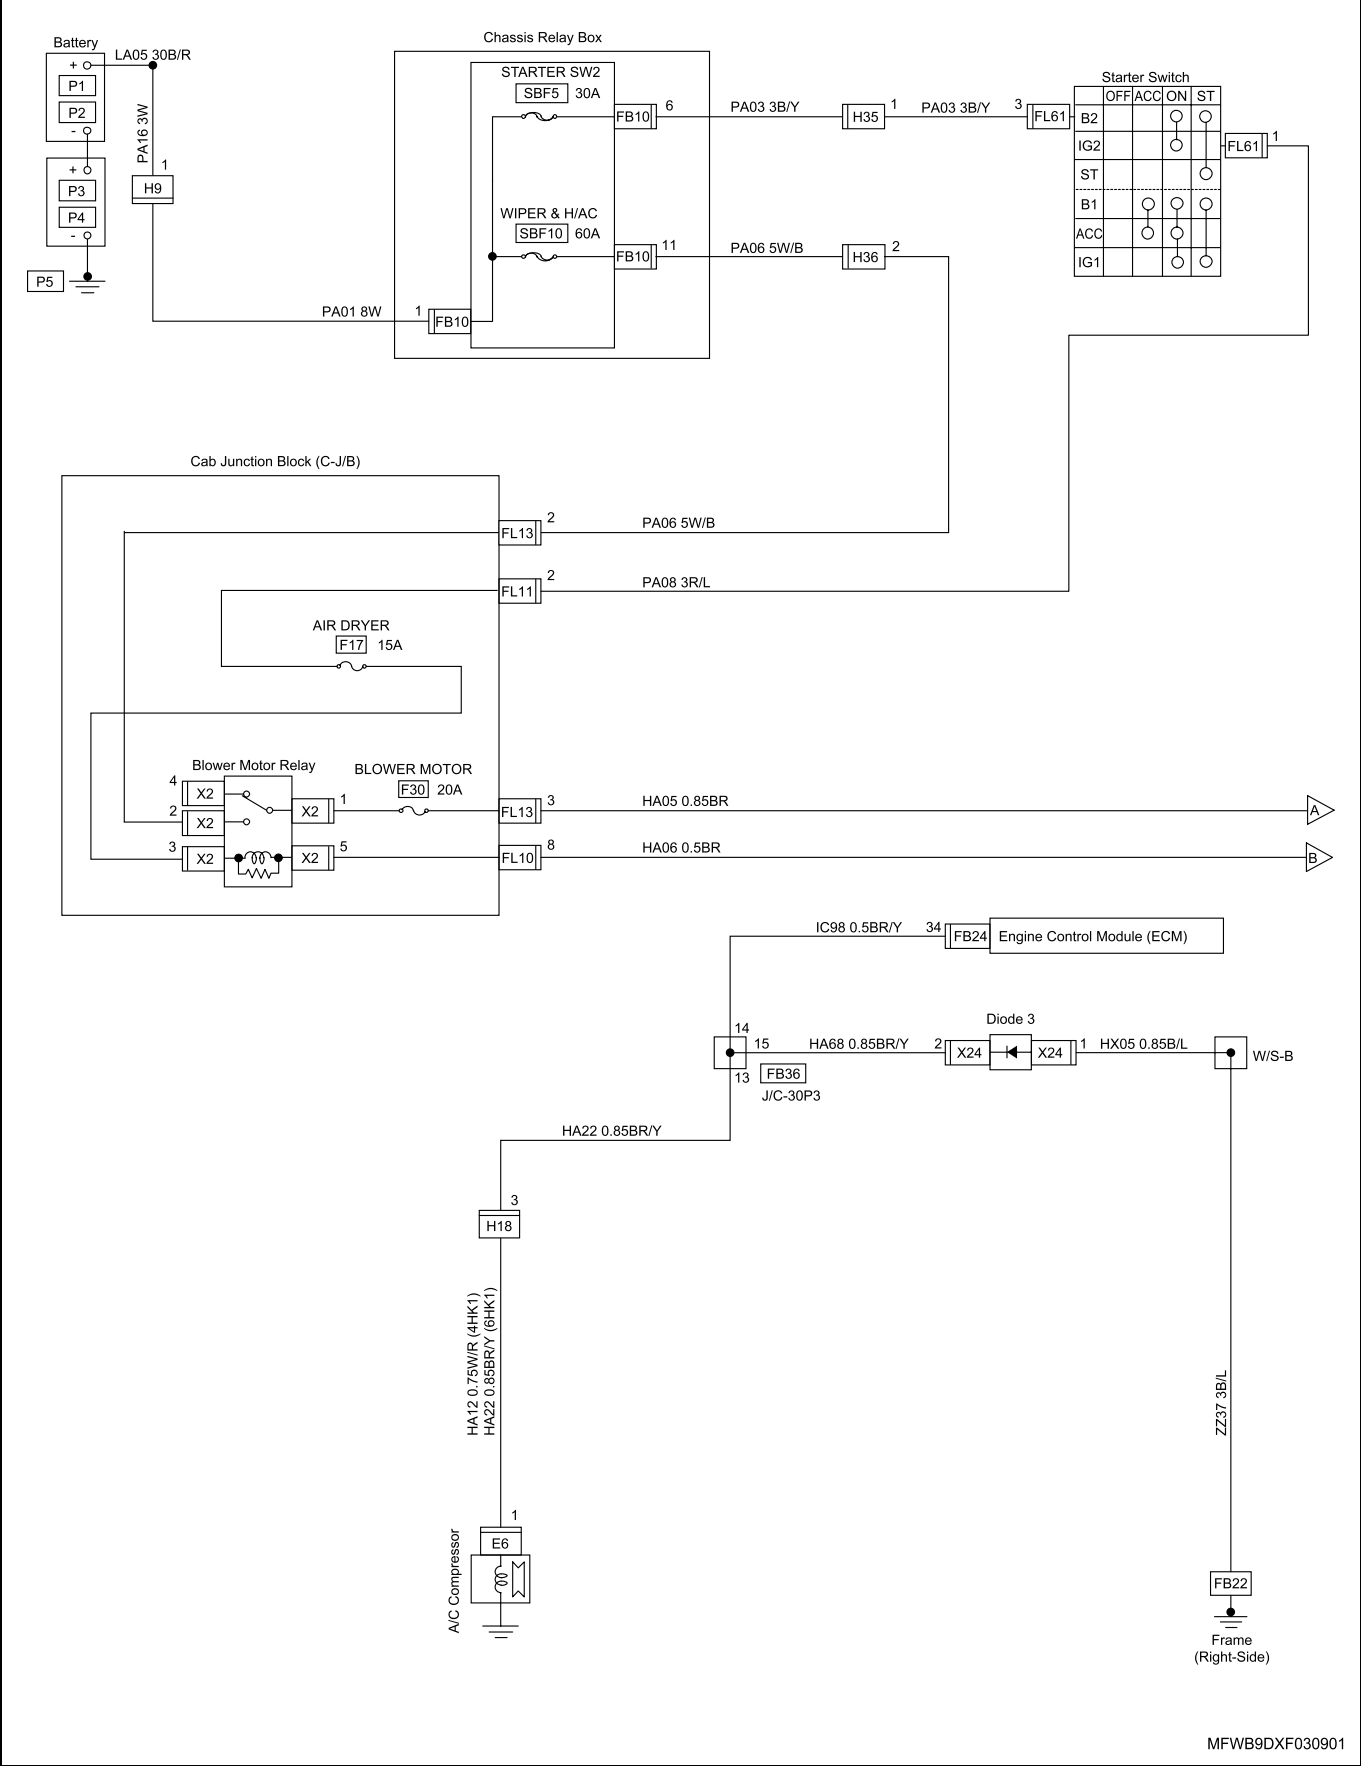 Battery
LA05 30B/R
+
P1
P2
-
+
P3
P4
-
P5
PA16 3W
1
H9
PA01 8W
1
FB10
Chassis Relay Box
STARTER SW2
SBF5 30A
FB10
6
PA03 3B/Y
H35
1
PA03 3B/Y
3
FL61
WIPER & H/AC
SBF10 60A
FB10
11
PA06 5W/B
H36
2
Starter Switch
OFF ACC ON ST
B2
IG2
ST
B1
ACC
IG1
FL61
1
Cab Junction Block (C-J/B)
FL13
2
PA06 5W/B
FL11
2
PA08 3R/L
AIR DRYER
F17 15A
Blower Motor Relay
4
X2
2
X2
3
X2
X2
1
X2
5
BLOWER MOTOR
F30 20A
FL13
3
HA05 0.85BR
A
FL10
8
HA06 0.5BR
B
IC98 0.5BR/Y
34
FB24
Engine Control Module (ECM)
14
15
13
FB36
J/C-30P3
HA68 0.85BR/Y
2
X24
Diode 3
X24
1
HX05 0.85B/L
W/S-B
HA22 0.85BR/Y
3
H18
HA12 0.75W/R (4HK1)
HA22 0.85BR/Y (6HK1)
1
E6
A/C Compressor
ZZ37 3B/L
FB22
Frame
(Right-Side)
MFWB9DXF030901